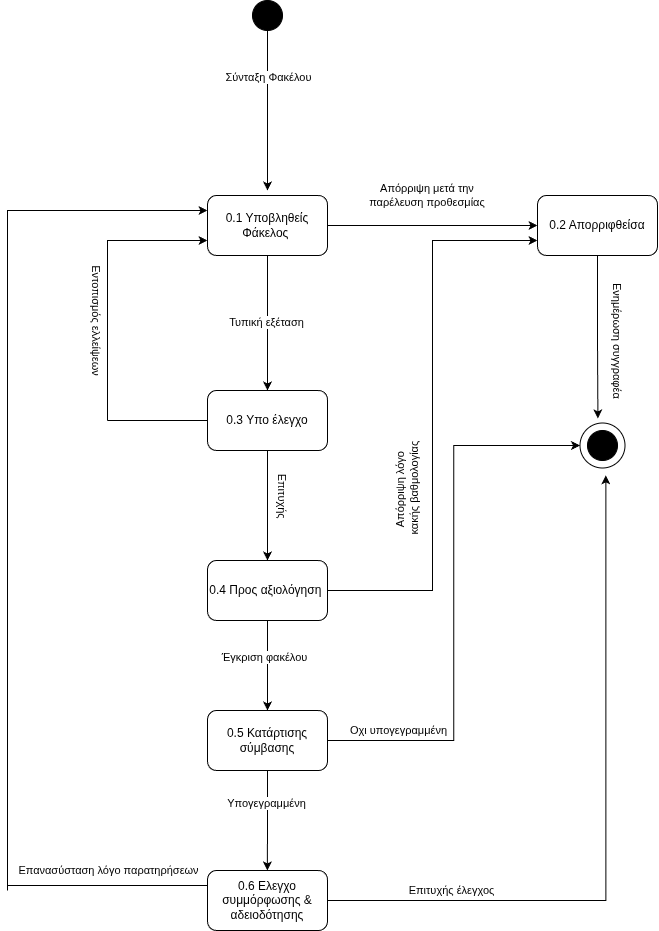 Σύνταξη Φακέλου
Απόρριψη μετά την
παρέλευση προθεσμίας
0.1 Υποβληθείς
Φάκελος
0.2 Απορριφθείσα
Εντοπισμός ελλείψεων
Τυπική εξέταση
Ενημέρωση συγγραφέα
0.3 Υπο έλεγχο
Επιτυχής
Απόρριψη λόγο
κακής βαθμολογίας
0.4 Προς αξιολόγηση
Έγκριση φακέλου
0.5 Κατάρτισης
σύμβασης
Οχι υπογεγραμμένη
Υπογεγραμμένη
Επανασύσταση λόγο παρατηρήσεων
0.6 Ελεγχο
συμμόρφωσης &
αδειοδότησης
Επιτυχής έλεγχος